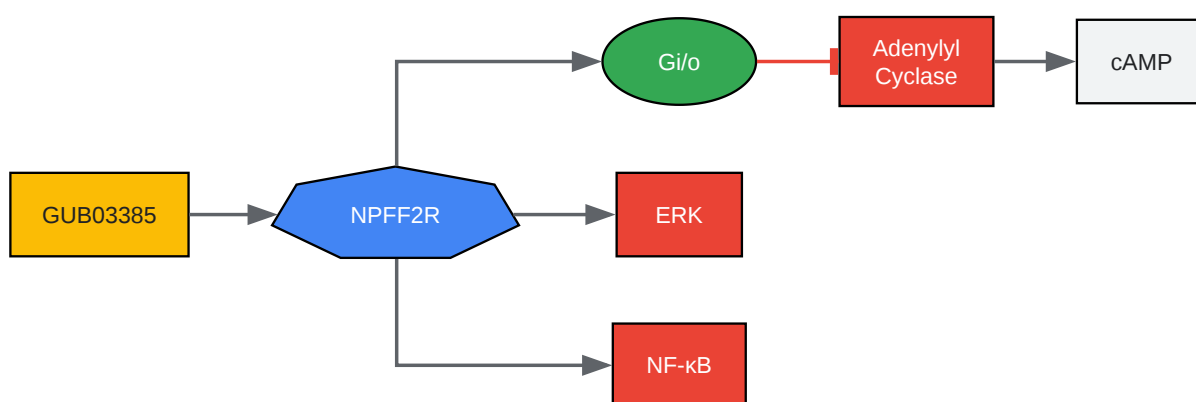 Gi/o
Adenylyl
Cyclase
cAMP
GUB03385
NPFF2R
ERK
NF-κB